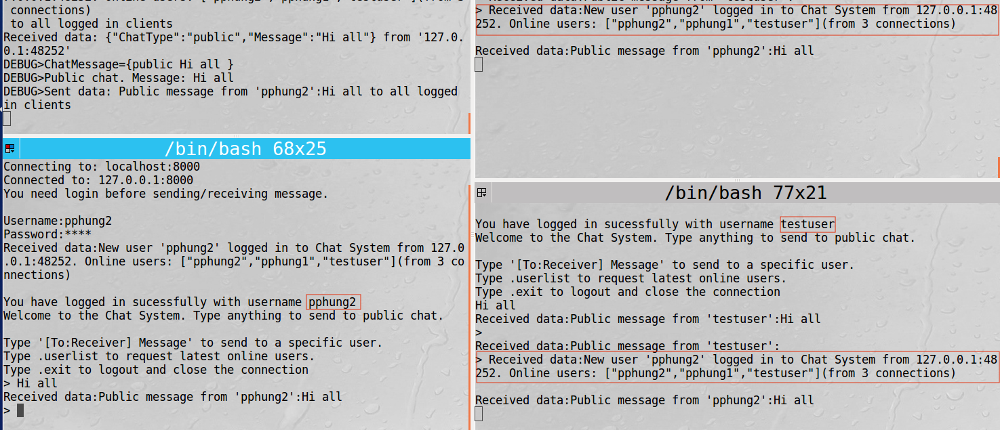 connections)
to all logged in clients
Received data: {"ChatType":"public","Message":"Hi all"} from '127.0.
0.1:48252'
DEBUG>ChatMessage={public Hi all }
DEBUG>Public chat. Message: Hi all
DEBUG>Sent data: Public message from 'pphung2':Hi all to all logged
in clients
/bin/bash 68x25
Connecting to: localhost:8000
Connected to: 127.0.0.1:8000
You need login before sending/receiving message.
Username:pphung2
Password:****
Received data:New user 'pphung2' logged in to Chat System from 127.0
.0.1:48252. Online users: ["pphung2","pphung1","testuser"](from 3 co
nnections)
You have logged in sucessfully with username pphung2
Welcome to the Chat System. Type anything to send to public chat.
Type '[To:Receiver] Message' to send to a specific user.
Type .userlist to request latest online users.
Type .exit to logout and close the connection
> Hi all
Received data:Public message from 'pphung2':Hi all
>
> Received data:New user 'pphung2' logged in to Chat System from 127.0.0.1:48
252. Online users: ["pphung2","pphung1","testuser"](from 3 connections)
Received data:Public message from 'pphung2':Hi all
/bin/bash 77x21
You have logged in sucessfully with username testuser
Welcome to the Chat System. Type anything to send to public chat.
Type '[To:Receiver] Message' to send to a specific user.
Type .userlist to request latest online users.
Type .exit to logout and close the connection
Hi all
Received data:Public message from 'testuser':Hi all
>
Received data:Public message from 'testuser':
> Received data:New user 'pphung2' logged in to Chat System from 127.0.0.1:48
252. Online users: ["pphung2","pphung1","testuser"](from 3 connections)
Received data:Public message from 'pphung2':Hi all